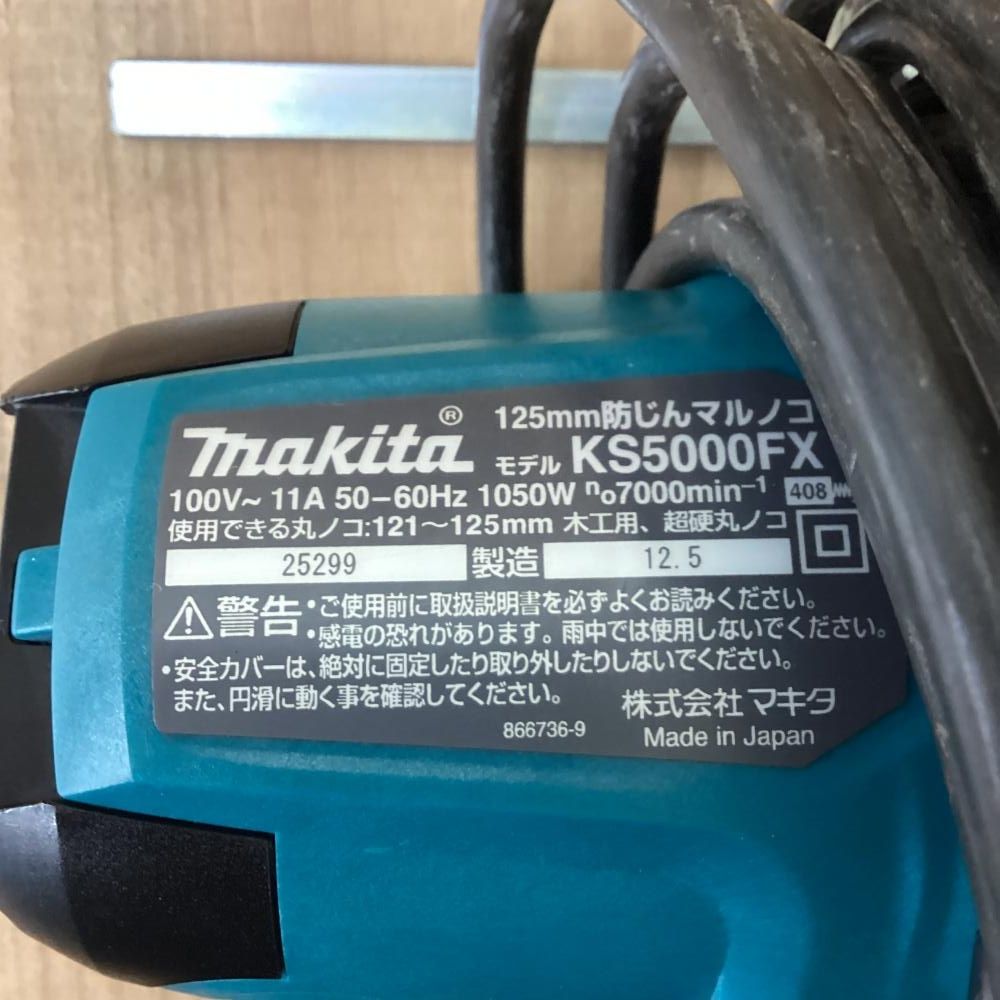 makita® 125mm防じんマルノコ
モデル KS5000FX
100V~ 11A 50-60Hz 1050W n₀7000min⁻¹ 408
使用できる丸ノコ:121〜125mm 木工用、超硬丸ノコ
25299 製造 12.5
警告・ご使用前に取扱説明書を必ずよくお読みください。
・感電の恐れがあります。雨中では使用しないでください。
・安全カバーは、絶対に固定したり取り外したりしないでください。
また、円滑に動く事を確認してください。
株式会社 マキタ
866736-9 Made in Japan